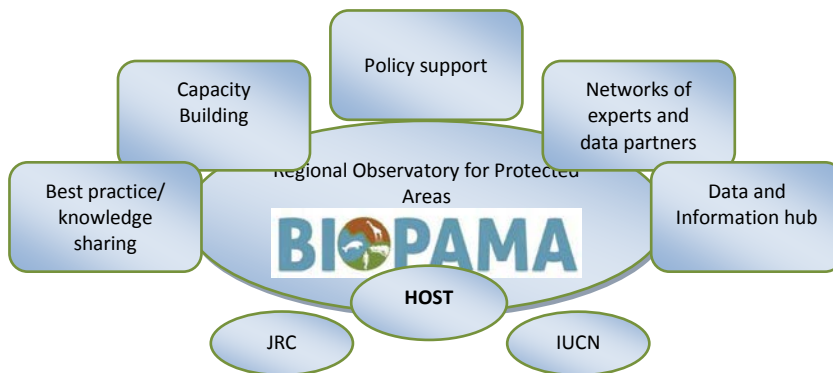 Policy support
Capacity
Building
Networks of
experts and
data partners
Best practice/
knowledge
sharing
Regional Observatory for Protected
Areas
Data and
Information hub
BIOPAMA
HOST
JRC
IUCN